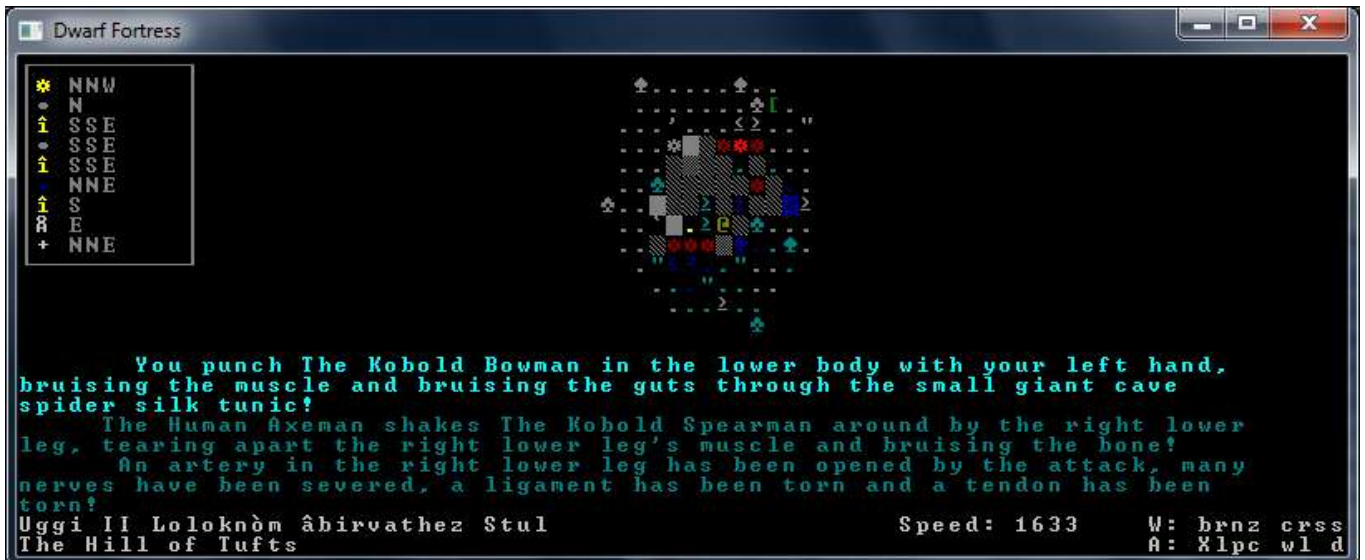 Dwarf Fortress
NNW
N
SSE
SSE
SSE
NNE
S
E
NNE
You punch The Kobold Bowman in the lower body with your left hand,
bruising the muscle and bruising the guts through the small giant cave
spider silk tunic!
The Human Axeman shakes The Kobold Spearman around by the right lower
leg, tearing apart the right lower leg's muscle and bruising the bone!
An artery in the right lower leg has been opened by the attack, many
nerves have been severed, a ligament has been torn and a tendon has been
torn!
Uggi II Loloknòm âbirvathez Stul Speed: 1633 W: brnz crss
The Hill of Tufts A: Xlpc wl d